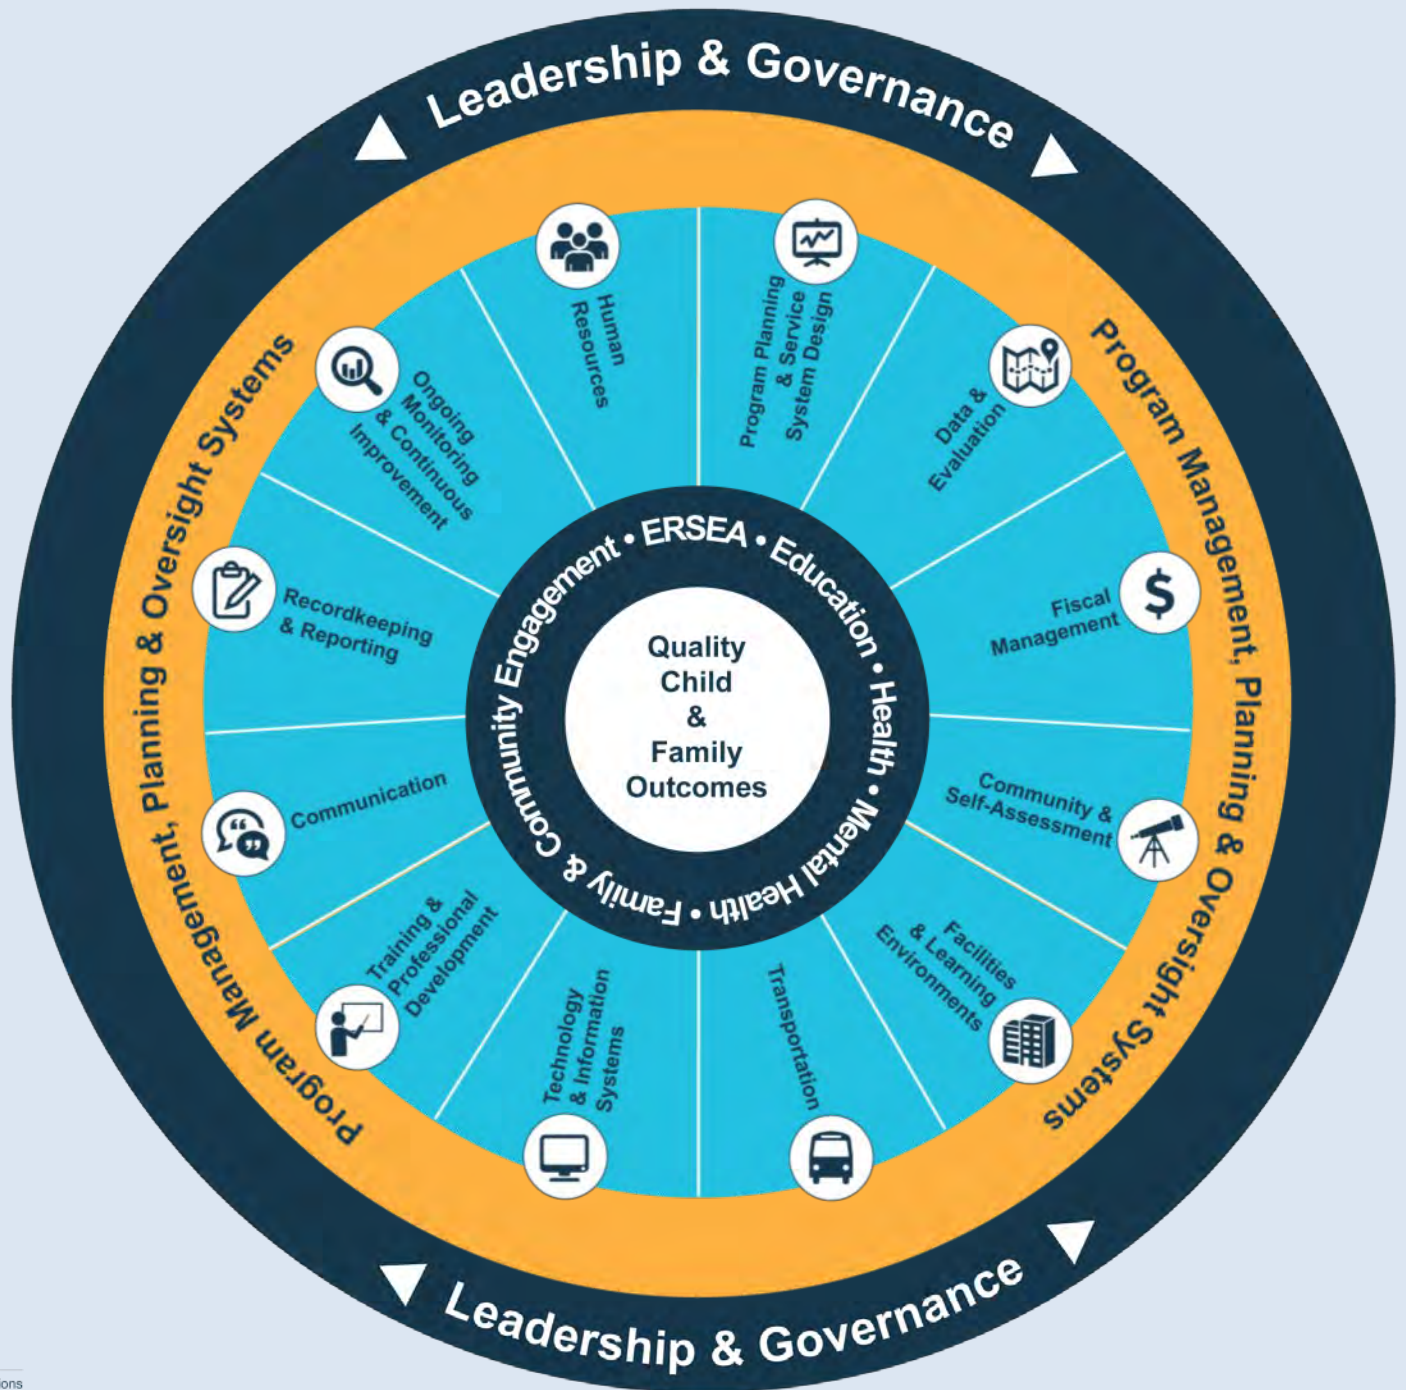 Leadership & Governance
Program Management, Planning & Oversight Systems
Program Management, Planning & Oversight Systems
Program Planning
& Service
System Design
Data &
Evaluation
Fiscal
Management
$
Community &
Self-Assessment
Facilities
& Learning
Environments
Transportation
Technology
& Information
Systems
Training &
Professional
Development
Communication
Recordkeeping
& Reporting
Ongoing
Monitoring
& Continuous
Improvement
Human
Resources
ERSEA • Education • Health • Mental Health • Family & Community Engagement •
Quality
Child
&
Family
Outcomes
Leadership & Governance